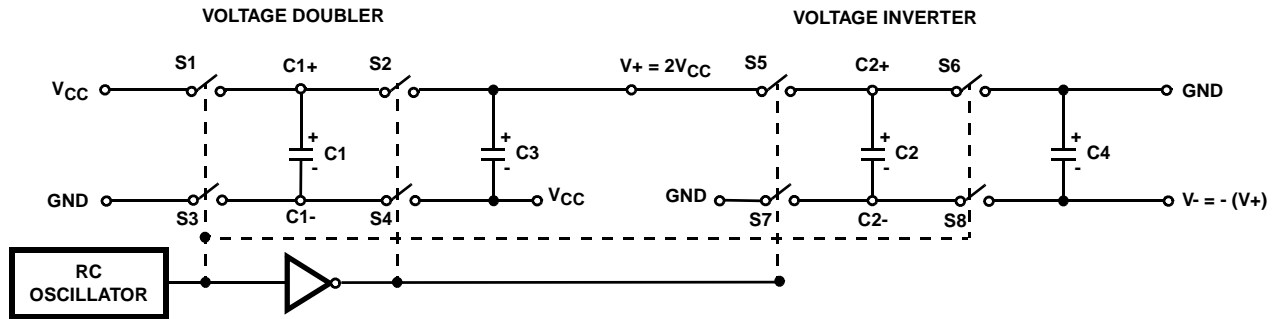 VOLTAGE DOUBLER
VOLTAGE INVERTER
S1
C1+
S2
V+ = 2VCC
S5
C2+
S6
VCC
GND
+
C1
-
+
C3
-
+
C2
-
+
C4
-
GND
S3
C1-
S4
VCC
GND
S7
C2-
S8
V- = - (V+)
RC
OSCILLATOR